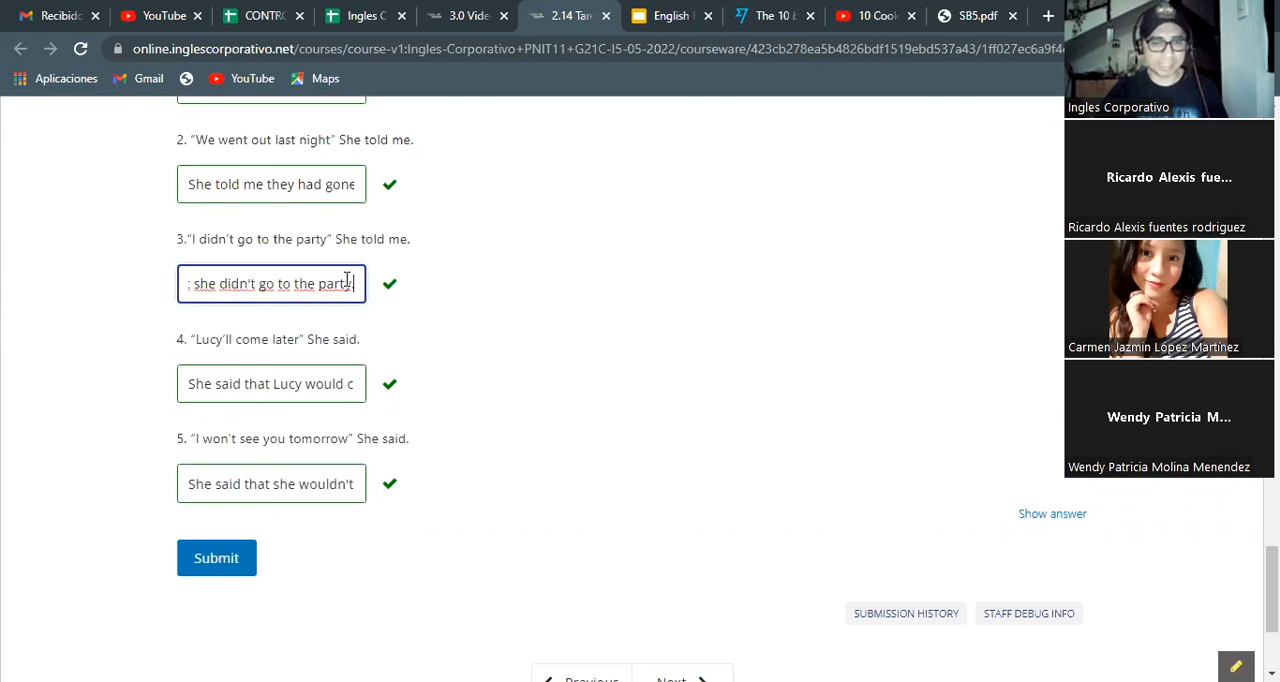 Recibido
YouTube
CONTRO
Ingles C
3.0 Vide
2.14 Tar
English
The 10 b
10 Cool
SB5.pdf
online.inglescorporativo.net/courses/course-v1:Ingles-Corporativo+PNIT11+G21C-I5-05-2022/courseware/423cb278ea5b4826bdf1519ebd537a43/1ff027ec6a9f4
Aplicaciones
Gmail
YouTube
Maps
2. “We went out last night” She told me.
She told me they had gone
3.“I didn’t go to the party” She told me.
she didn't go to the party.
4. “Lucy’ll come later” She said.
She said that Lucy would c
5. “I won’t see you tomorrow” She said.
She said that she wouldn't
Show answer
Submit
SUBMISSION HISTORY
STAFF DEBUG INFO
Previous
Next
Ingles Corporativo
Ricardo Alexis fue...
Ricardo Alexis fuentes rodriguez
Carmen Jazmin López Martínez
Wendy Patricia M...
Wendy Patricia Molina Menendez